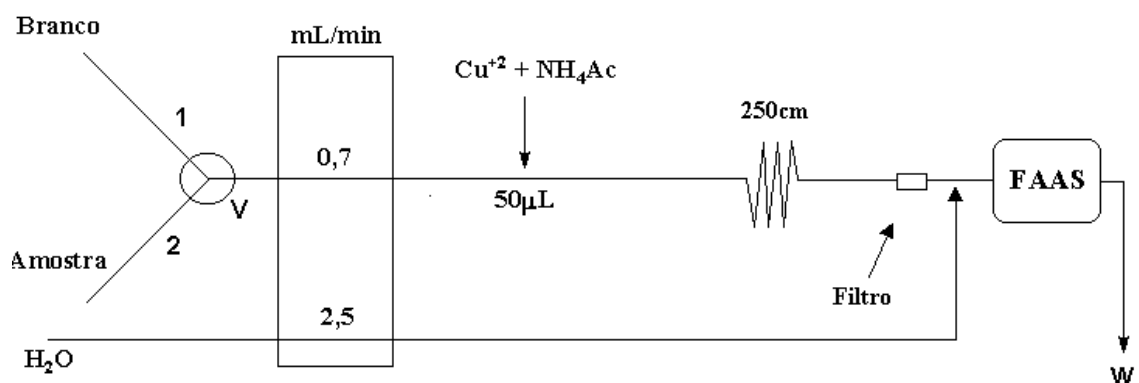 Branco
mL/min
Cu⁺² + NH₄Ac
250cm
1
0,7
FAAS
V
50µL
2
Amostra
Filtro
2,5
H₂O
W